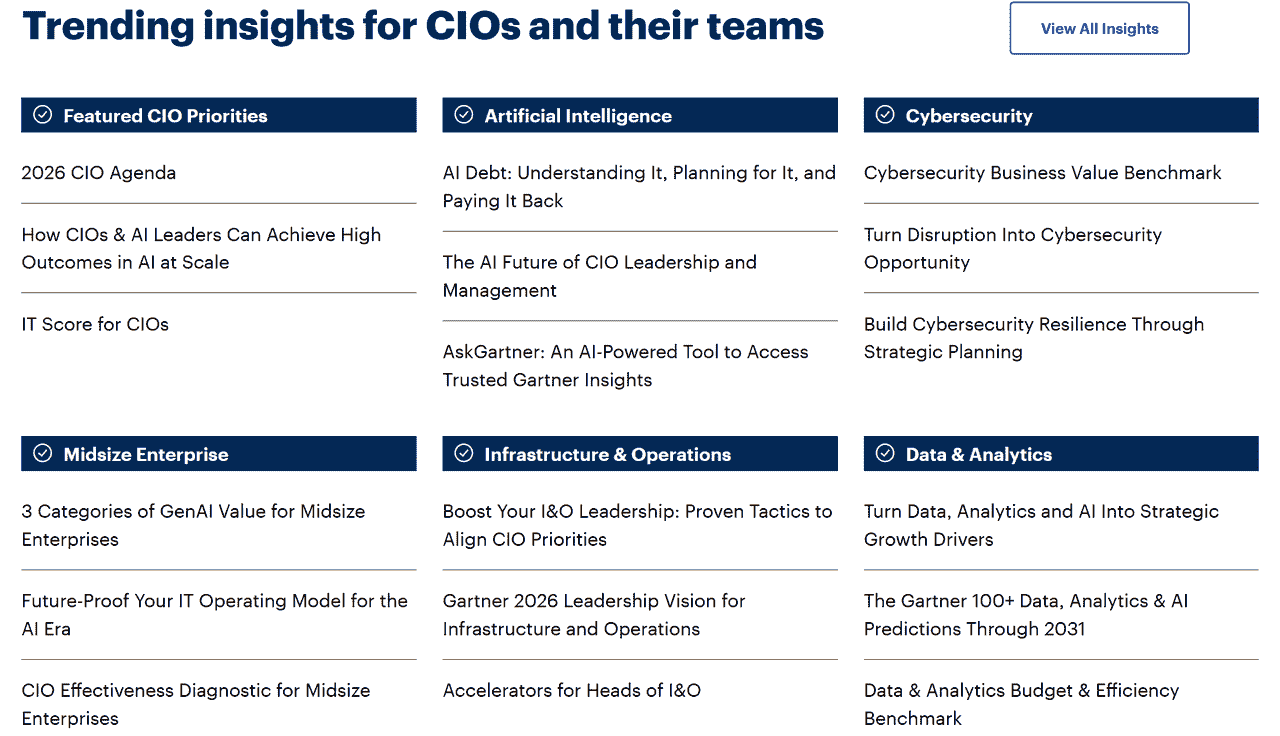 Trending insights for CIOs and their teams
View All Insights
Featured CIO Priorities
2026 CIO Agenda
How CIOs & AI Leaders Can Achieve High
Outcomes in AI at Scale
IT Score for CIOs
Artificial Intelligence
AI Debt: Understanding It, Planning for It, and
Paying It Back
The AI Future of CIO Leadership and
Management
AskGartner: An AI-Powered Tool to Access
Trusted Gartner Insights
Cybersecurity
Cybersecurity Business Value Benchmark
Turn Disruption Into Cybersecurity
Opportunity
Build Cybersecurity Resilience Through
Strategic Planning
Midsize Enterprise
3 Categories of GenAI Value for Midsize
Enterprises
Future-Proof Your IT Operating Model for the
AI Era
CIO Effectiveness Diagnostic for Midsize
Enterprises
Infrastructure & Operations
Boost Your I&O Leadership: Proven Tactics to
Align CIO Priorities
Gartner 2026 Leadership Vision for
Infrastructure and Operations
Accelerators for Heads of I&O
Data & Analytics
Turn Data, Analytics and AI Into Strategic
Growth Drivers
The Gartner 100+ Data, Analytics & AI
Predictions Through 2031
Data & Analytics Budget & Efficiency
Benchmark